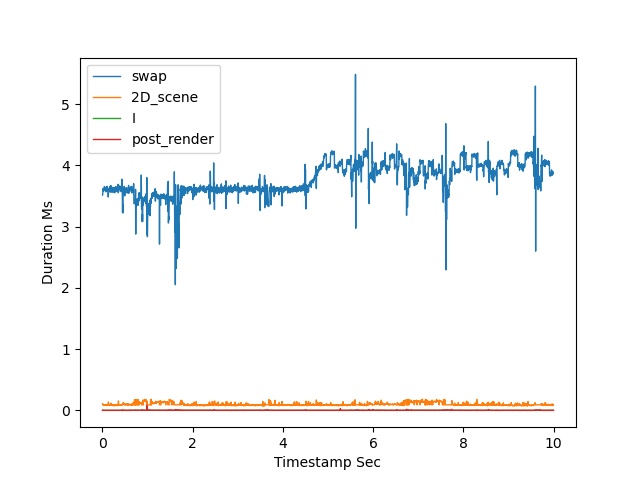 swap
2D_scene
I
post_render
5
4
3
2
1
0
Duration Ms
0
2
4
6
8
10
Timestamp Sec